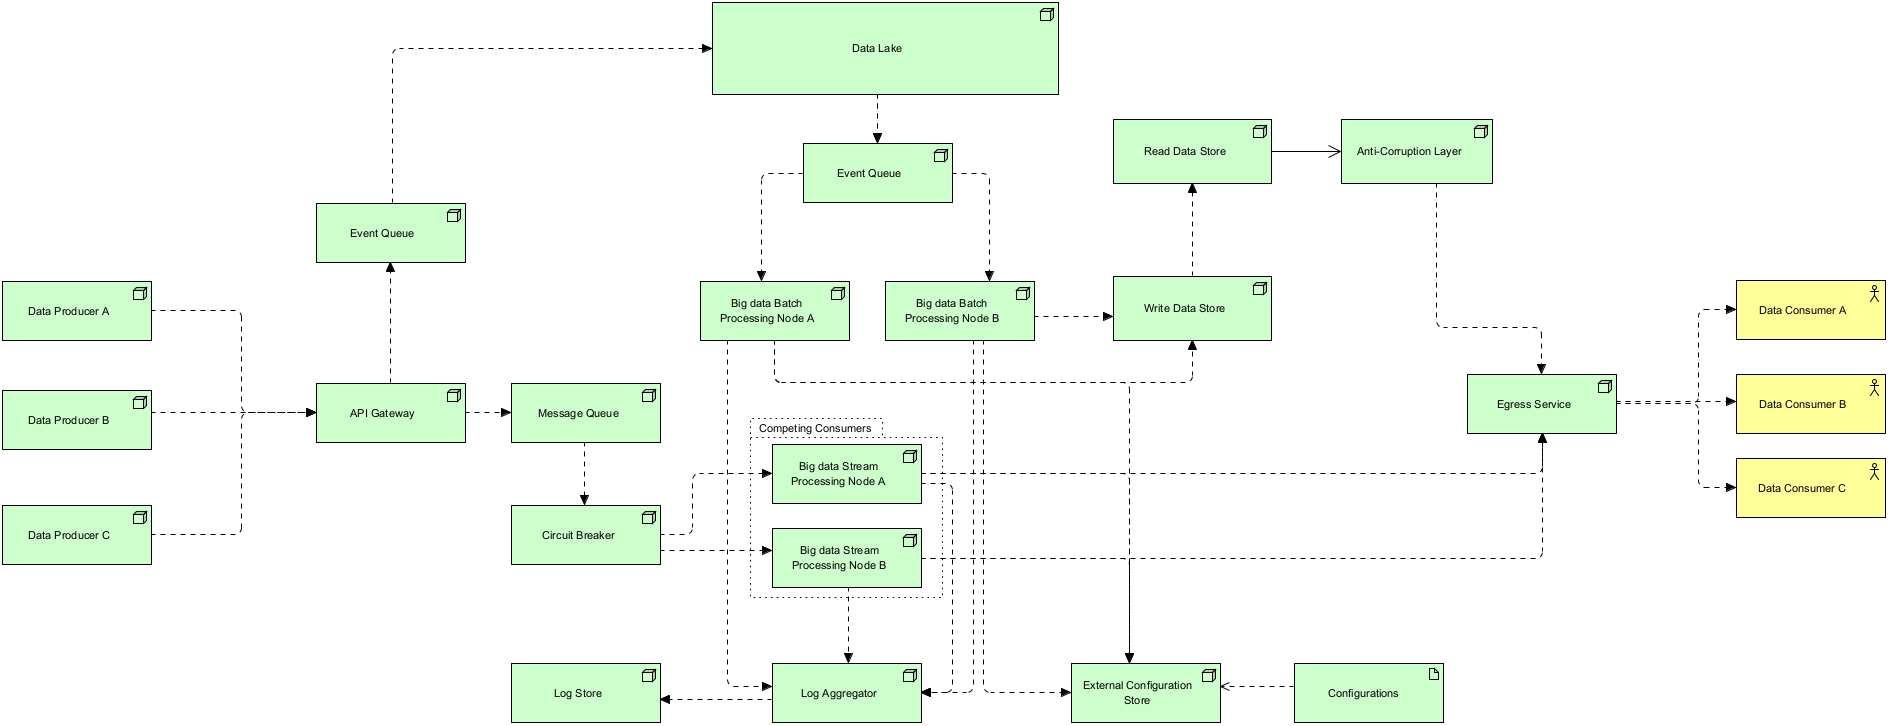 Data Lake
Read Data Store
Anti-Corruption Layer
Event Queue
Event Queue
Data Producer A
Big data Batch
Processing Node A
Big data Batch
Processing Node B
Write Data Store
Data Consumer A
Data Producer B
API Gateway
Message Queue
Egress Service
Data Consumer B
Competing Consumers
Big data Stream
Processing Node A
Data Consumer C
Data Producer C
Circuit Breaker
Big data Stream
Processing Node B
Log Store
Log Aggregator
External Configuration
Store
Configurations